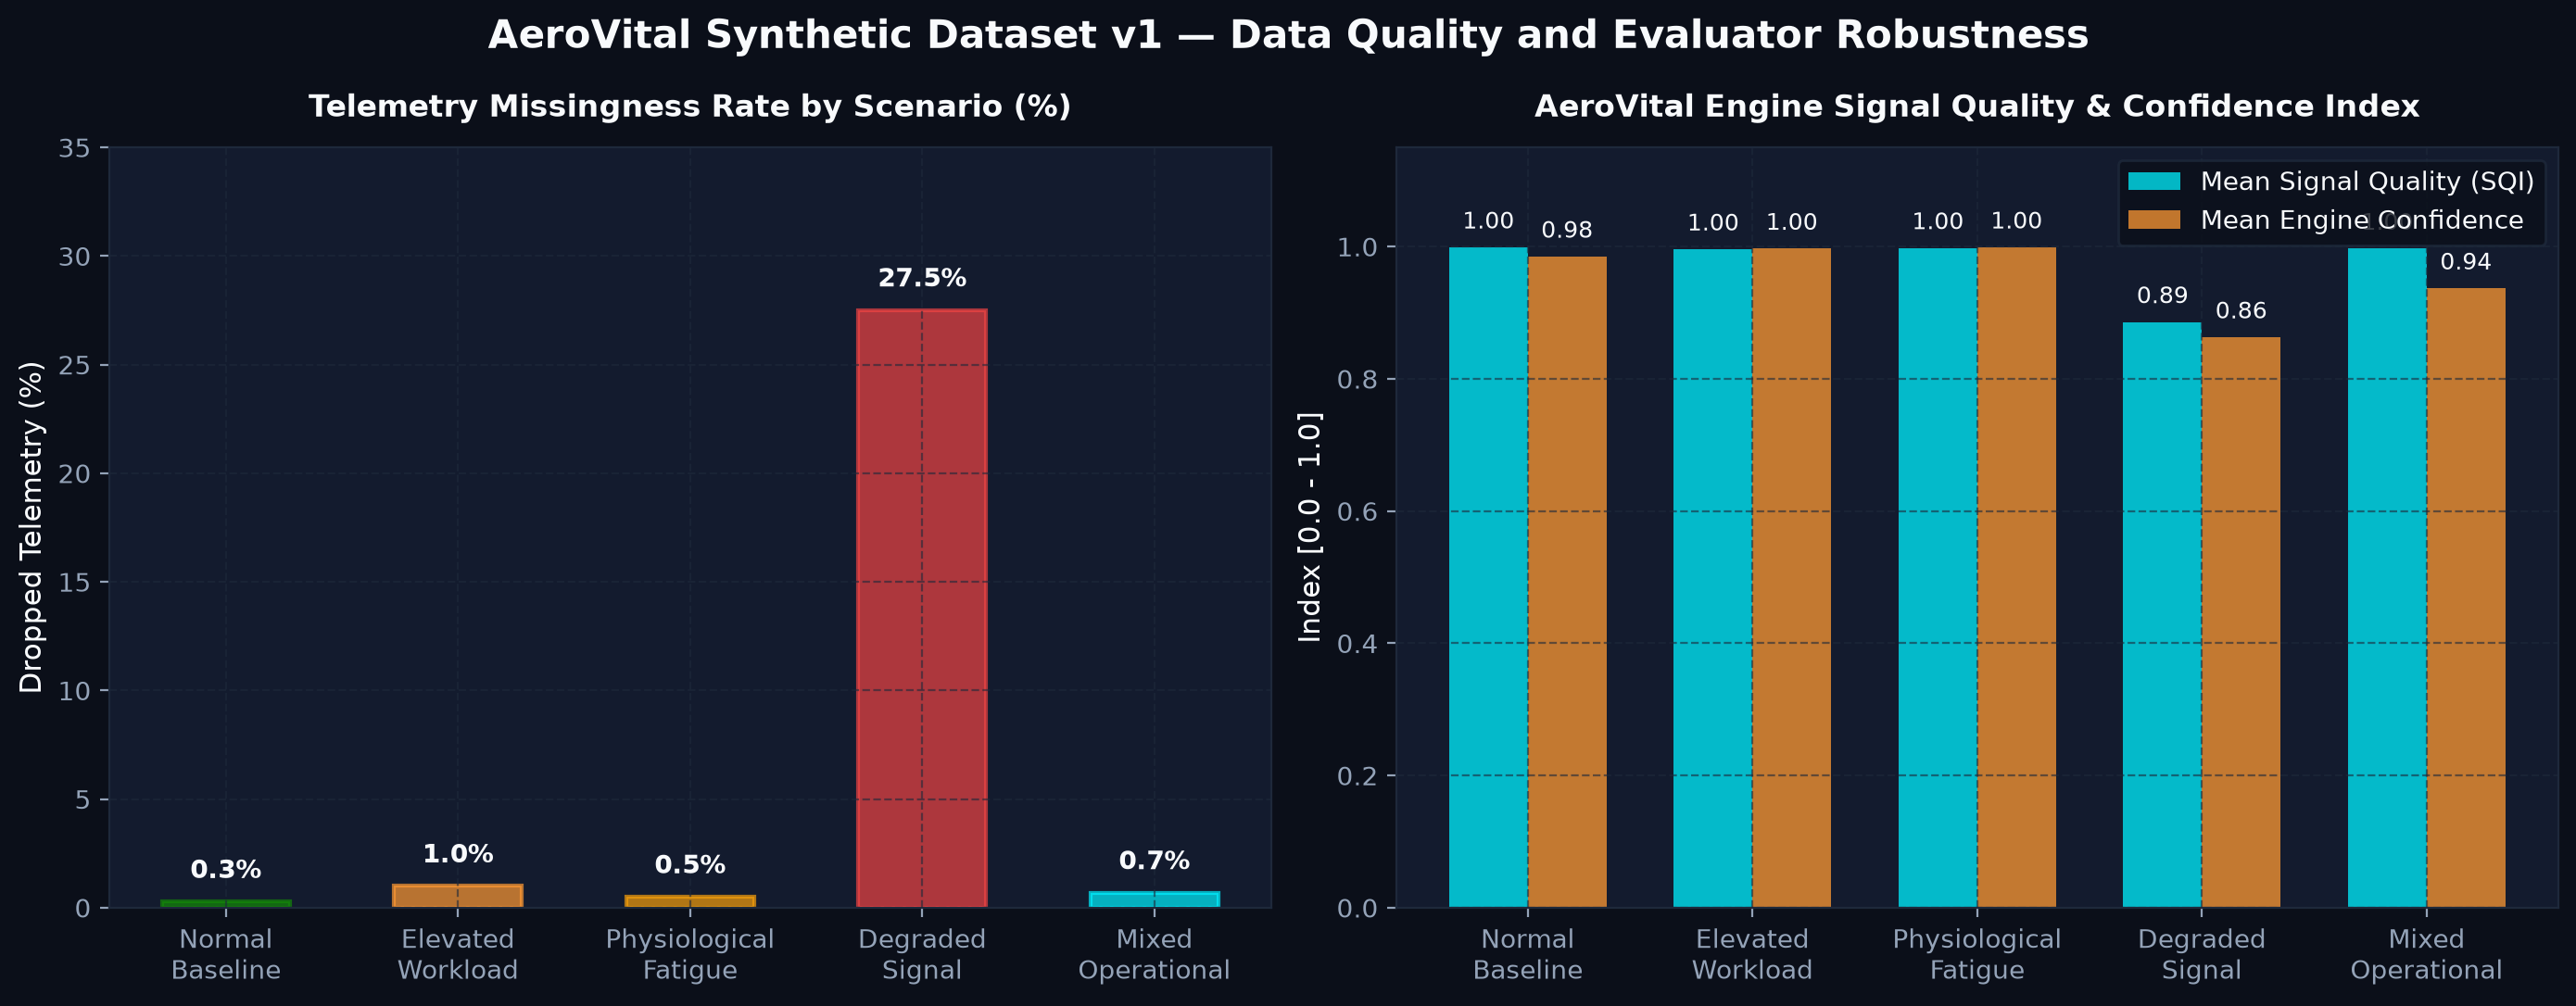 AeroVital Synthetic Dataset v1 — Data Quality and Evaluator Robustness
Telemetry Missingness Rate by Scenario (%)
Dropped Telemetry (%)
35
30
25
20
15
10
5
0
0.3%
1.0%
0.5%
27.5%
0.7%
Normal Baseline
Elevated Workload
Physiological Fatigue
Degraded Signal
Mixed Operational
AeroVital Engine Signal Quality & Confidence Index
Index [0.0 - 1.0]
1.0
0.8
0.6
0.4
0.2
0.0
Mean Signal Quality (SQI)
Mean Engine Confidence
1.00 0.98
1.00 1.00
1.00 1.00
0.89 0.86
1.00 0.94
Normal Baseline
Elevated Workload
Physiological Fatigue
Degraded Signal
Mixed Operational